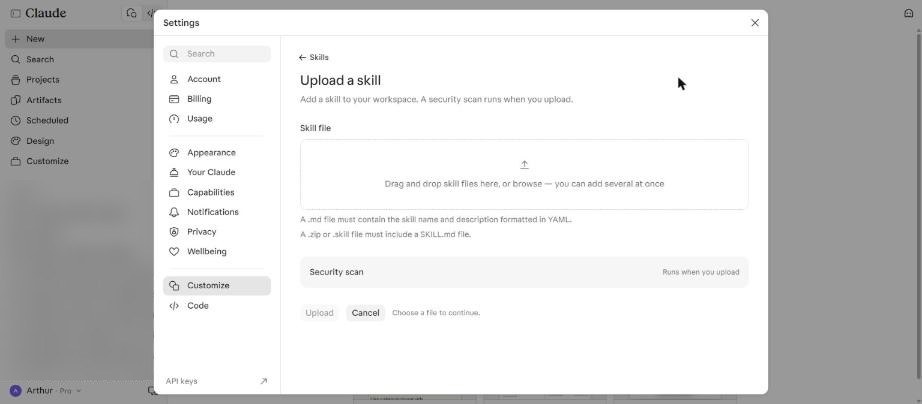 Claude
New
Search
Projects
Artifacts
Scheduled
Design
Customize
Arthur · Pro
Settings
Search
Account
Billing
Usage
Appearance
Your Claude
Capabilities
Notifications
Privacy
Wellbeing
Customize
Code
API keys
Skills
Upload a skill
Add a skill to your workspace. A security scan runs when you upload.
Skill file
Drag and drop skill files here, or browse — you can add several at once
A .md file must contain the skill name and description formatted in YAML.
A .zip or .skill file must include a SKILL.md file.
Security scan Runs when you upload
Upload Cancel Choose a file to continue.